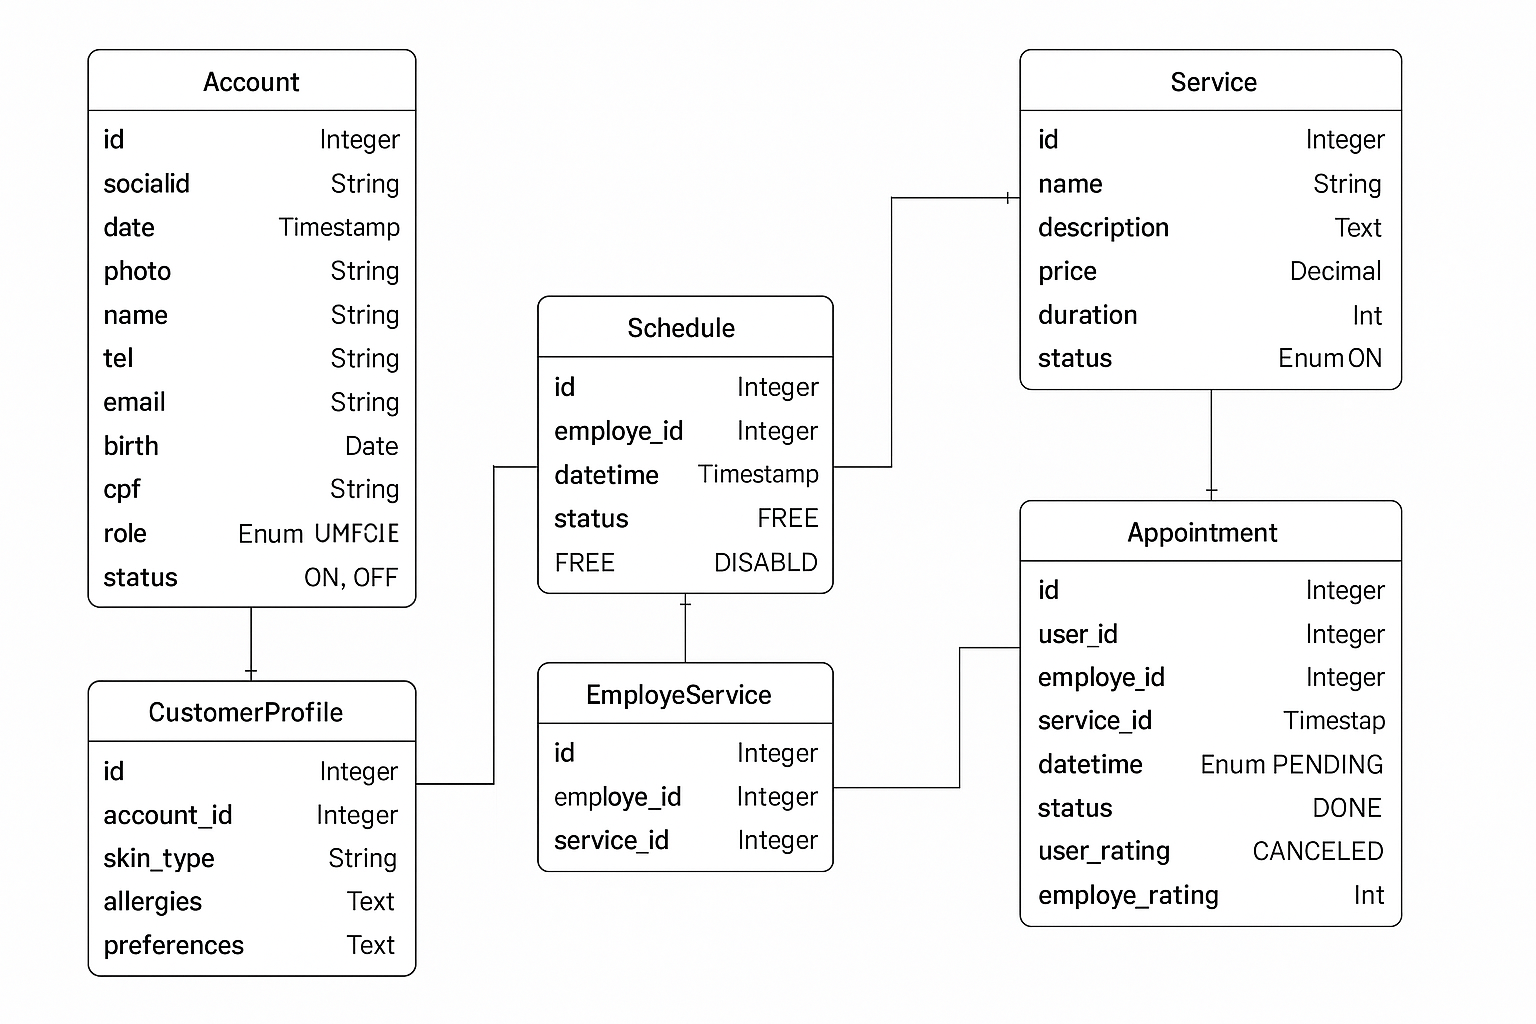 Account
id Integer
socialid String
date Timestamp
photo String
name String
tel String
email String
birth Date
cpf String
role Enum UMFCIE
status ON, OFF
CustomerProfile
id Integer
account_id Integer
skin_type String
allergies Text
preferences Text
Schedule
id Integer
employe_id Integer
datetime Timestamp
status FREE
FREE DISABLD
EmployeService
id Integer
employe_id Integer
service_id Integer
Service
id Integer
name String
description Text
price Decimal
duration Int
status Enum ON
Appointment
id Integer
user_id Integer
employe_id Integer
service_id Timestap
datetime Enum PENDING
status DONE
user_rating CANCELED
employe_rating Int